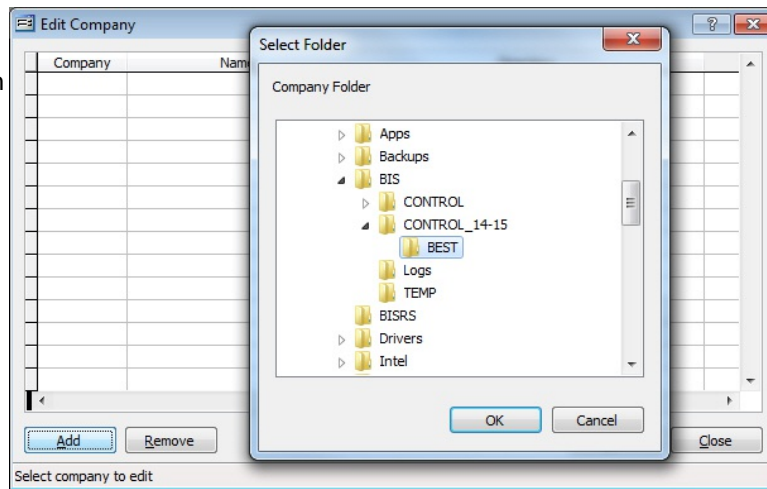 Edit Company
Company Name
Select Folder
Company Folder
Apps
Backups
BIS
CONTROL
CONTROL_14-15
BEST
Logs
TEMP
BISRS
Drivers
Intel
OK Cancel
Add Remove Close
Select company to edit